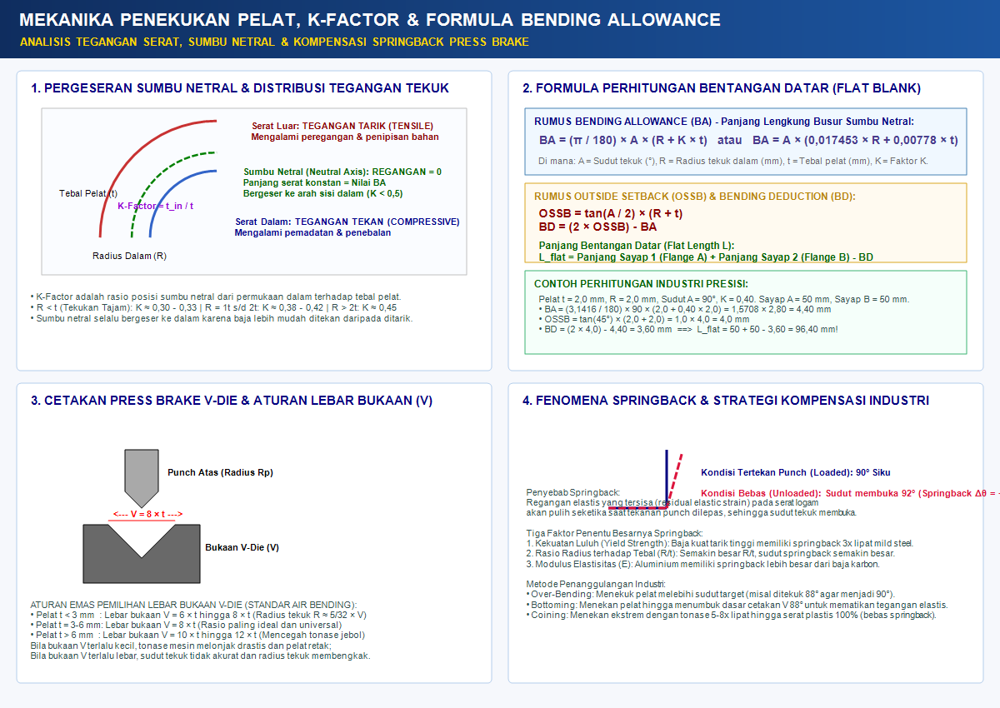 MEKANIKA PENEKUKAN PELAT, K-FACTOR & FORMULA BENDING ALLOWANCE
ANALISIS TEGANGAN SERAT, SUMBU NETRAL & KOMPENSASI SPRINGBACK PRESS BRAKE
1. PERGESERAN SUMBU NETRAL & DISTRIBUSI TEGANGAN TEKUK
Serat Luar: TEGANGAN TARIK (TENSILE)
Mengalami peregangan & penipisan bahan
Sumbu Netral (Neutral Axis): REGANGAN = 0
Panjang serat konstan = Nilai BA
Bergeser ke arah sisi dalam (K < 0,5)
Tebal Pelat (t)
K-Factor = t_in / t
Serat Dalam: TEGANGAN TEKAN (COMPRESSIVE)
Mengalami pemadatan & penebalan
Radius Dalam (R)
• K-Factor adalah rasio posisi sumbu netral dari permukaan dalam terhadap tebal pelat.
• R < t (Tekukan Tajam): K ≈ 0,30 - 0,33 | R = 1t s/d 2t: K ≈ 0,38 - 0,42 | R > 2t: K ≈ 0,45
• Sumbu netral selalu bergeser ke dalam karena baja lebih mudah ditekan daripada ditarik.
2. FORMULA PERHITUNGAN BENTANGAN DATAR (FLAT BLANK)
RUMUS BENDING ALLOWANCE (BA) - Panjang Lengkung Busur Sumbu Netral:
BA = (π / 180) × A × (R + K × t) atau BA = A × (0,017453 × R + 0,00778 × t)
Di mana: A = Sudut tekuk (°), R = Radius tekuk dalam (mm), t = Tebal pelat (mm), K = Faktor K.
RUMUS OUTSIDE SETBACK (OSSB) & BENDING DEDUCTION (BD):
OSSB = tan(A / 2) × (R + t)
BD = (2 × OSSB) - BA
Panjang Bentangan Datar (Flat Length L):
L_flat = Panjang Sayap 1 (Flange A) + Panjang Sayap 2 (Flange B) - BD
CONTOH PERHITUNGAN INDUSTRI PRESISI:
Pelat t = 2,0 mm, R = 2,0 mm, Sudut A = 90°, K = 0,40. Sayap A = 50 mm, Sayap B = 50 mm.
• BA = (3,1416 / 180) × 90 × (2,0 + 0,40 × 2,0) = 1,5708 × 2,80 = 4,40 mm
• OSSB = tan(45°) × (2,0 + 2,0) = 1,0 × 4,0 = 4,0 mm
• BD = (2 × 4,0) - 4,40 = 3,60 mm ==> L_flat = 50 + 50 - 3,60 = 96,40 mm!
3. CETAKAN PRESS BRAKE V-DIE & ATURAN LEBAR BUKAAN (V)
Punch Atas (Radius Rp)
<--- V = 8 × t --->
Bukaan V-Die (V)
ATURAN EMAS PEMILIHAN LEBAR BUKAAN V-DIE (STANDAR AIR BENDING):
• Pelat t < 3 mm : Lebar bukaan V = 6 × t hingga 8 × t (Radius tekuk R ≈ 5/32 × V)
• Pelat t = 3-6 mm: Lebar bukaan V = 8 × t (Rasio paling ideal dan universal)
• Pelat t > 6 mm : Lebar bukaan V = 10 × t hingga 12 × t (Mencegah tonase jebol)
Bila bukaan V terlalu kecil, tonase mesin melonjak drastis dan pelat retak;
Bila bukaan V terlalu lebar, sudut tekuk tidak akurat dan radius tekuk membengkak.
4. FENOMENA SPRINGBACK & STRATEGI KOMPENSASI INDUSTRI
Kondisi Tertekan Punch (Loaded): 90° Siku
Kondisi Bebas (Unloaded): Sudut membuka 92° (Springback Δθ =
Penyebab Springback:
Regangan elastis yang tersisa (residual elastic strain) pada serat logam
akan pulih seketika saat tekanan punch dilepas, sehingga sudut tekuk membuka.
Tiga Faktor Penentu Besarnya Springback:
1. Kekuatan Luluh (Yield Strength): Baja kuat tarik tinggi memiliki springback 3x lipat mild steel.
2. Rasio Radius terhadap Tebal (R/t): Semakin besar R/t, sudut springback semakin besar.
3. Modulus Elastisitas (E): Aluminium memiliki springback lebih besar dari baja karbon.
Metode Penanggulangan Industri:
• Over-Bending: Menekuk pelat melebihi sudut target (misal ditekuk 88° agar menjadi 90°).
• Bottoming: Menekan pelat hingga menumbuk dasar cetakan V 88° untuk mematikan tegangan elastis.
• Coining: Menekan ekstrem dengan tonase 5-8x lipat hingga serat plastis 100% (bebas springback).